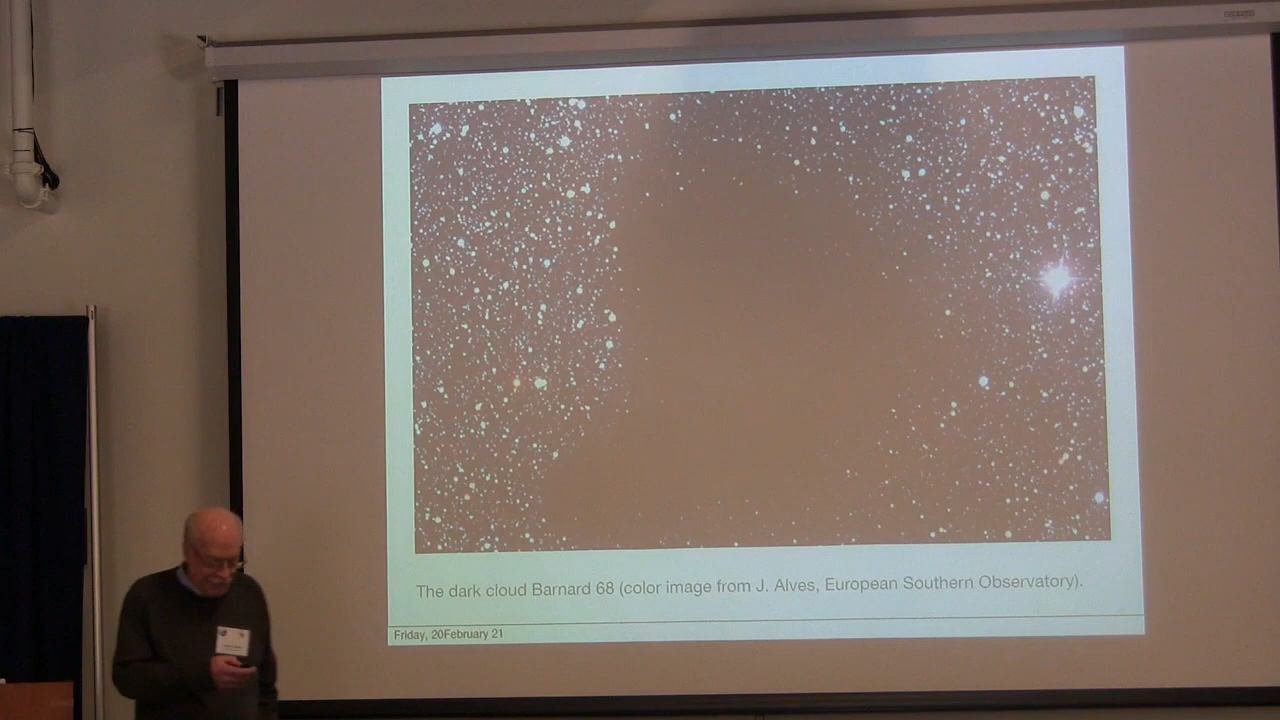 The dark cloud Barnard 68 (color image from J. Alves, European Southern Observatory).
Friday, 20February 21